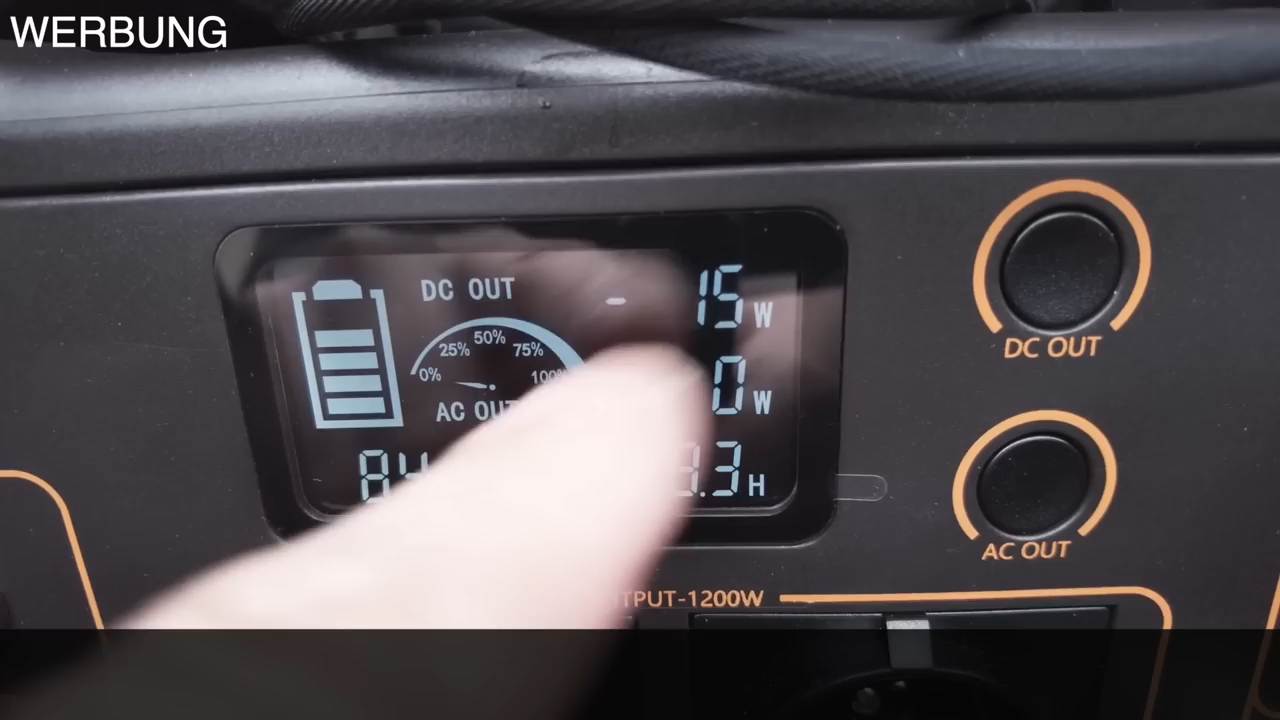 WERBUNG
DC OUT
15 W
50%
25% 75%
0% 100%
0 W
AC OUT
84
.3 H
DC OUT
AC OUT
TPUT-1200W